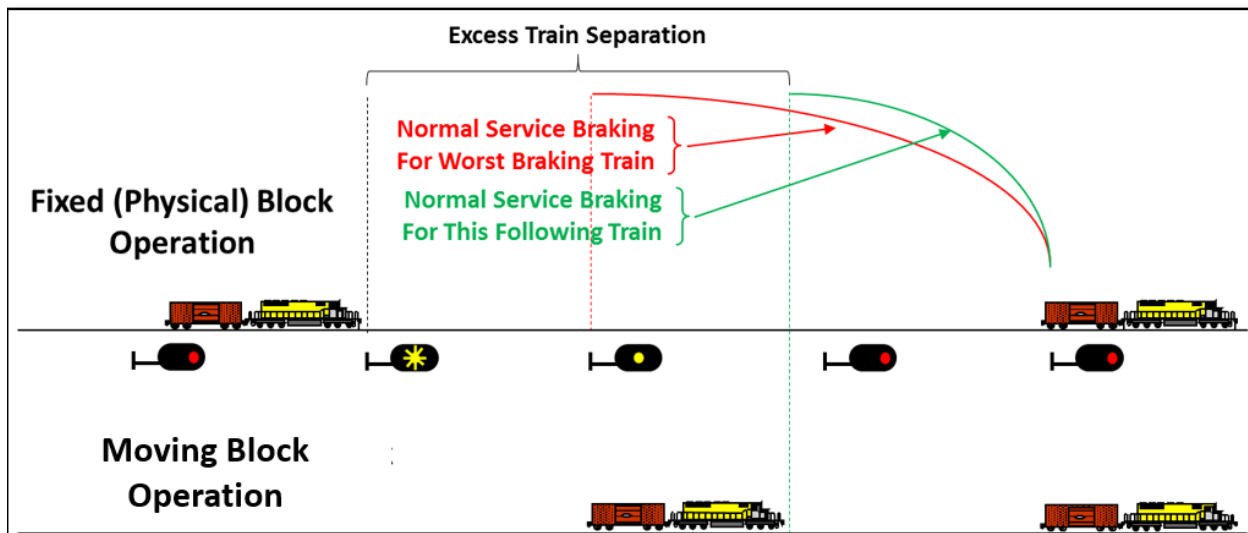 Excess Train Separation
Normal Service Braking
For Worst Braking Train
Normal Service Braking
For This Following Train
Fixed (Physical) Block
Operation
Moving Block
Operation